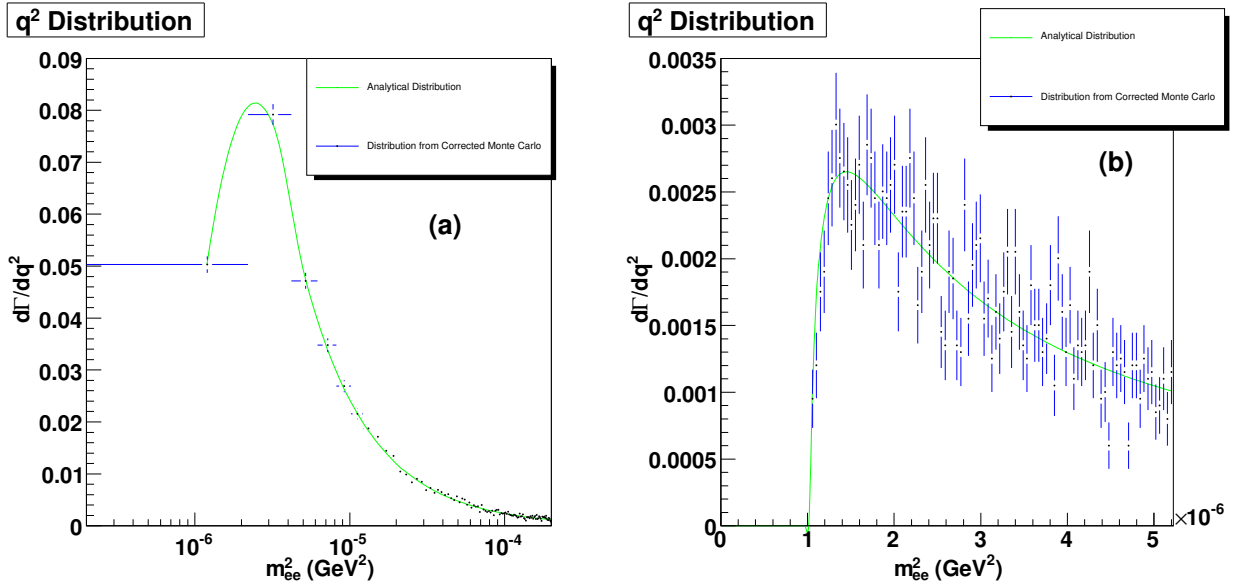 q² Distribution
Analytical Distribution
Distribution from Corrected Monte Carlo
(a)
dΓ/dq²
0.09
0.08
0.07
0.06
0.05
0.04
0.03
0.02
0.01
0
10⁻⁶
10⁻⁵
10⁻⁴
m²ee (GeV²)
q² Distribution
Analytical Distribution
Distribution from Corrected Monte Carlo
(b)
dΓ/dq²
0.0035
0.003
0.0025
0.002
0.0015
0.001
0.0005
0
0 1 2 3 4 5
×10⁻⁶
m²ee (GeV²)